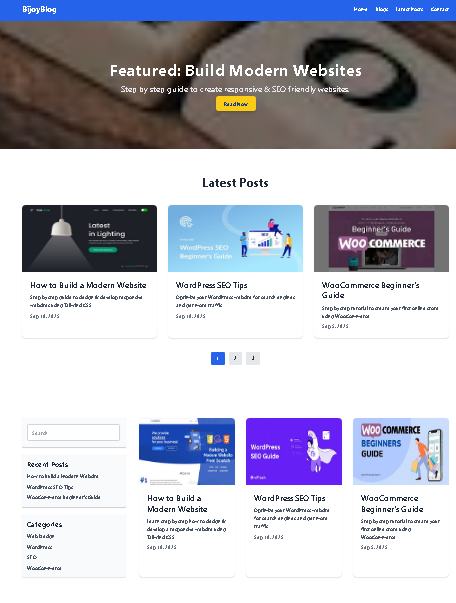 BijoyBlog
Home Blogs Latest Posts Contact
Featured: Build Modern Websites
Step by step guide to create responsive & SEO friendly websites.
Read Now
Latest Posts
Latest
in Lighting
WordPress SEO
Beginner's Guide
Beginner's Guide
WOO COMMERCE
How to Build a Modern Website
Step by step guide to design & develop responsive
websites using Tailwind CSS.
Sep 10, 2025
WordPress SEO Tips
Optimize your WordPress website for search engines
and get more traffic.
Sep 10, 2025
WooCommerce Beginner's
Guide
Step by step tutorial to create your first online store
using WooCommerce.
Sep 5, 2025
1 2 3
Search
Recent Posts
How to Build a Modern Website
WordPress SEO Tips
WooCommerce Beginner's Guide
Categories
Web Design
WordPress
SEO
WooCommerce
Making a
Modern Website
From Scratch
How to Build a
Modern Website
Learn step by step how to design &
develop a responsive website using
Tailwind CSS.
Sep 10, 2025
WordPress
SEO Guide
WordPress SEO Tips
Optimize your WordPress website
for search engines and get more
traffic.
Sep 10, 2025
WOO COMMERCE
BEGINNERS
GUIDE
WooCommerce
Beginner's Guide
Step by step tutorial to create your
first online store using
WooCommerce.
Sep 5, 2025